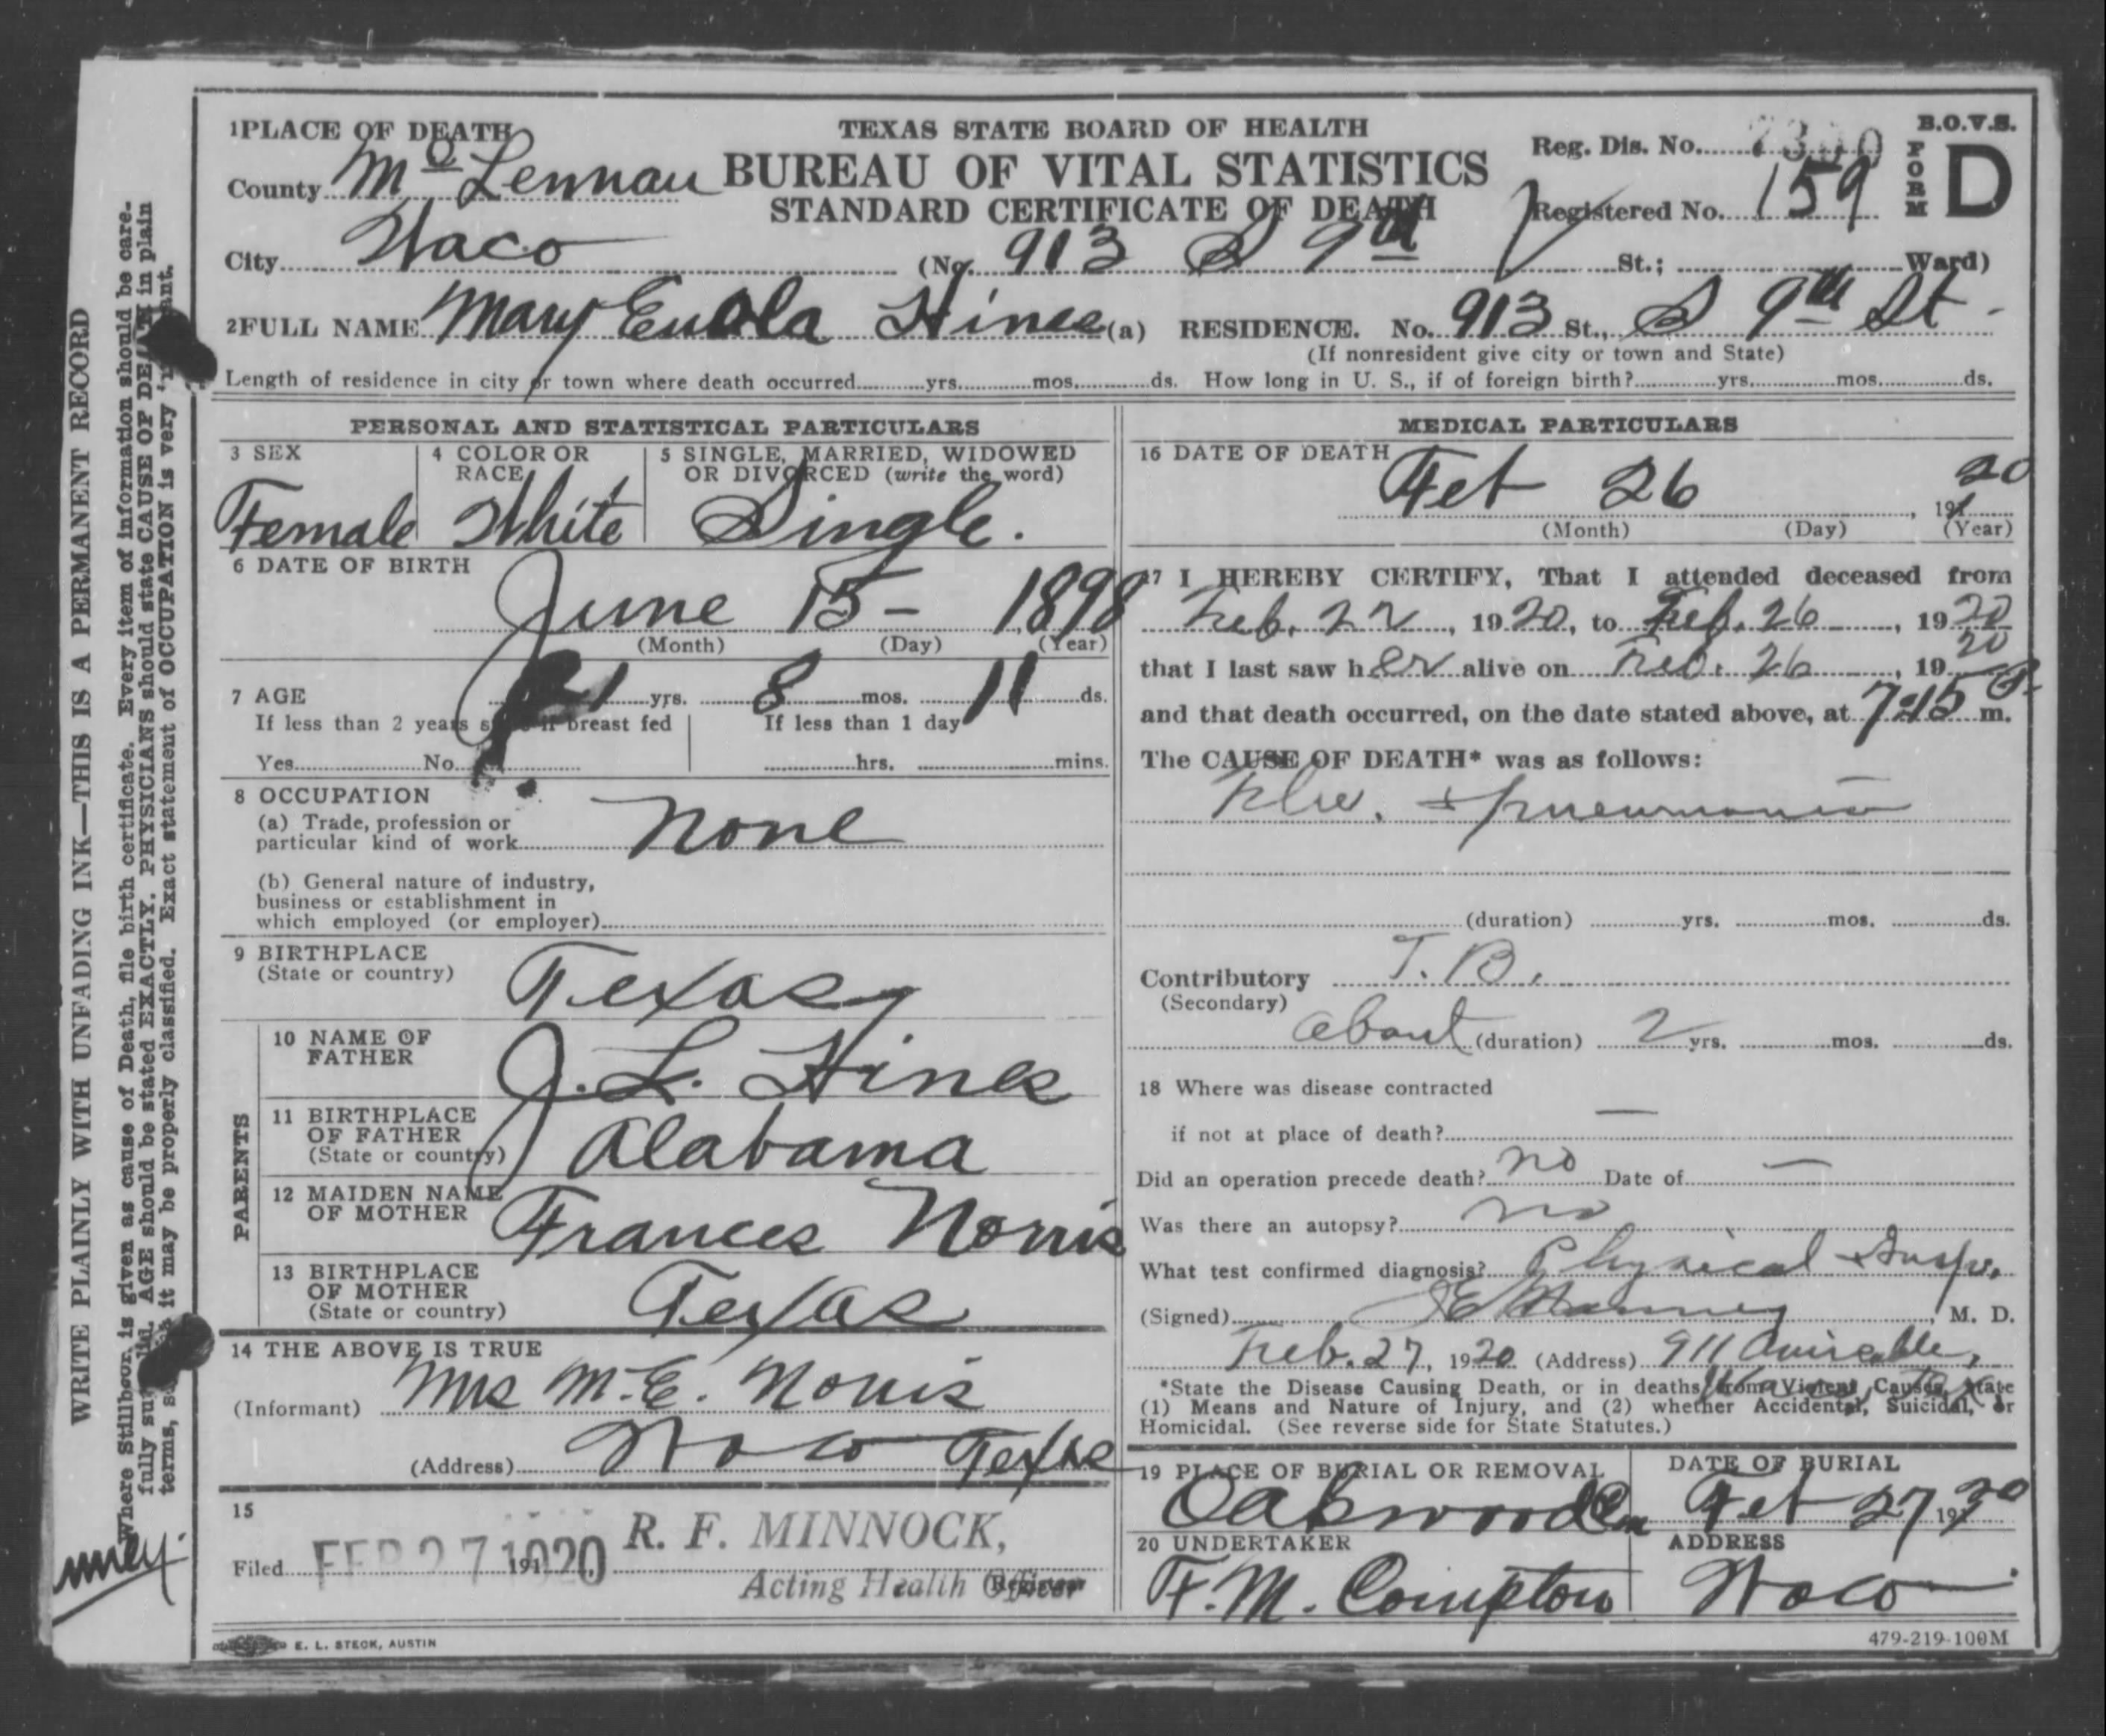 1 PLACE OF DEATH
TEXAS STATE BOARD OF HEALTH
BUREAU OF VITAL STATISTICS
STANDARD CERTIFICATE OF DEATH
B.O.V.S.
FORM D
Reg. Dis. No.
Registered No. 159
County McLennan
City Waco (No. 913 S 9th St.; Ward)
2 FULL NAME Mary Hines (a) RESIDENCE. No. 913 St., S 9th St.
(If nonresident give city or town and State)
Length of residence in city or town where death occurred yrs. mos. ds. How long in U. S., if of foreign birth? yrs. mos. ds.
PERSONAL AND STATISTICAL PARTICULARS
3 SEX
Female
4 COLOR OR RACE
White
5 SINGLE, MARRIED, WIDOWED
OR DIVORCED (write the word)
Single.
6 DATE OF BIRTH
June 15 - 1898
(Month) (Day) (Year)
7 AGE 21 yrs. 8 mos. 11 ds.
If less than 2 years state if breast fed
Yes No
If less than 1 day
hrs. mins.
8 OCCUPATION
(a) Trade, profession or
particular kind of work None
(b) General nature of industry,
business or establishment in
which employed (or employer)
9 BIRTHPLACE
(State or country) Texas
PARENTS
10 NAME OF
FATHER J. L. Hines
11 BIRTHPLACE
OF FATHER
(State or country) Alabama
12 MAIDEN NAME
OF MOTHER Frances Norris
13 BIRTHPLACE
OF MOTHER
(State or country) Texas
14 THE ABOVE IS TRUE
(Informant) Mrs M. E. Norris
(Address) Waco Texas
15
Filed FEB 27 1920 191
R. F. MINNOCK,
Acting Health Officer
Registrar
E. L. STECK, AUSTIN
MEDICAL PARTICULARS
16 DATE OF DEATH
Feb 26, 1920
(Month) (Day) (Year)
17 I HEREBY CERTIFY, That I attended deceased from
Feb. 22, 1920, to Feb. 26, 1920
that I last saw her alive on Feb. 26, 1920
and that death occurred, on the date stated above, at 7:15 P. m.
The CAUSE OF DEATH* was as follows:
Flu. + pneumonia
(duration) yrs. mos. ds.
Contributory T. B.
(Secondary)
about (duration) 2 yrs. mos. ds.
18 Where was disease contracted
if not at place of death? —
Did an operation precede death? no Date of —
Was there an autopsy? no
What test confirmed diagnosis? Physical
(Signed) M. D.
Feb. 27, 1920 (Address) 911 Amicable,
Waco, Tex
*State the Disease Causing Death, or in deaths from Violent Causes, state
(1) Means and Nature of Injury, and (2) whether Accidental, Suicidal, or
Homicidal. (See reverse side for State Statutes.)
19 PLACE OF BURIAL OR REMOVAL
Oakwood Cem
DATE OF BURIAL
Feb 27 1920
20 UNDERTAKER
F. M. Compton
ADDRESS
Waco
479-219-100M
WRITE PLAINLY WITH UNFADING INK—THIS IS A PERMANENT RECORD
Where Stillborn is given as cause of Death, file birth certificate. Every item of information should be care-
fully supplied. AGE should be stated EXACTLY. PHYSICIANS should state CAUSE OF DEATH in plain
terms, so it may be properly classified. Exact statement of OCCUPATION is very